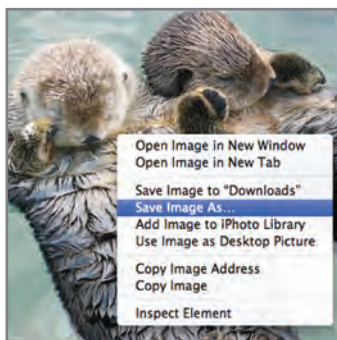 Open Image in New Window
Open Image in New Tab
Save Image to “Downloads”
Save Image As...
Add Image to iPhoto Library
Use Image as Desktop Picture
Copy Image Address
Copy Image
Inspect Element